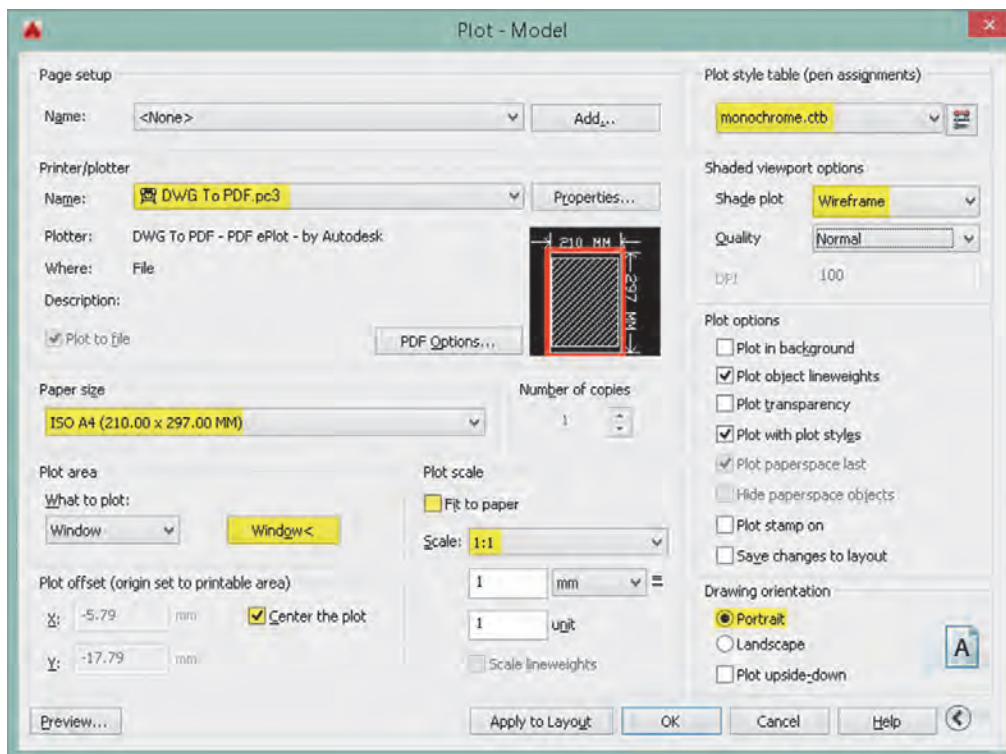 Plot - Model
Page setup
Name: <None> Add...
Printer/plotter
Name: DWG To PDF.pc3 Properties...
Plotter: DWG To PDF - PDF ePlot - by Autodesk
Where: File
Description:
Plot to file
PDF Options...
210 MM
297 MM
Paper size
ISO A4 (210.00 x 297.00 MM)
Number of copies
1
Plot area
What to plot:
Window Window<
Plot offset (origin set to printable area)
X: -5.79 mm Center the plot
Y: -17.79 mm
Plot scale
Fit to paper
Scale: 1:1
1 mm =
1 unit
Scale lineweights
Plot style table (pen assignments)
monochrome.ctb
Shaded viewport options
Shade plot Wireframe
Quality Normal
DPI 100
Plot options
Plot in background
Plot object lineweights
Plot transparency
Plot with plot styles
Plot paperspace last
Hide paperspace objects
Plot stamp on
Save changes to layout
Drawing orientation
Portrait
Landscape
Plot upside-down
A
Preview... Apply to Layout OK Cancel Help